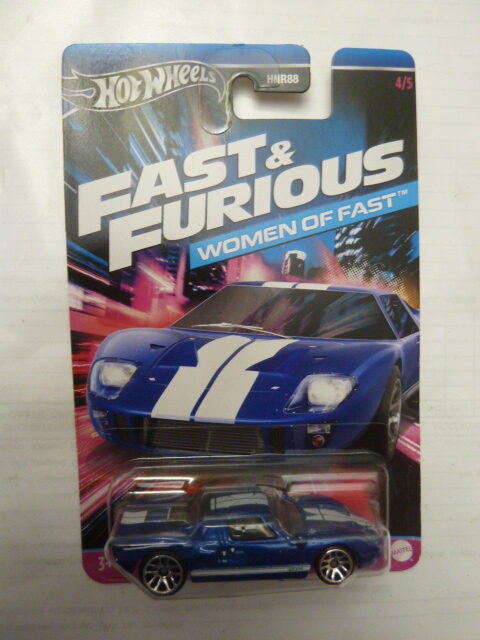 HOT WHEELS
HNR88
4/5
FAST &
FURIOUS
WOMEN OF FAST™
MATTEL